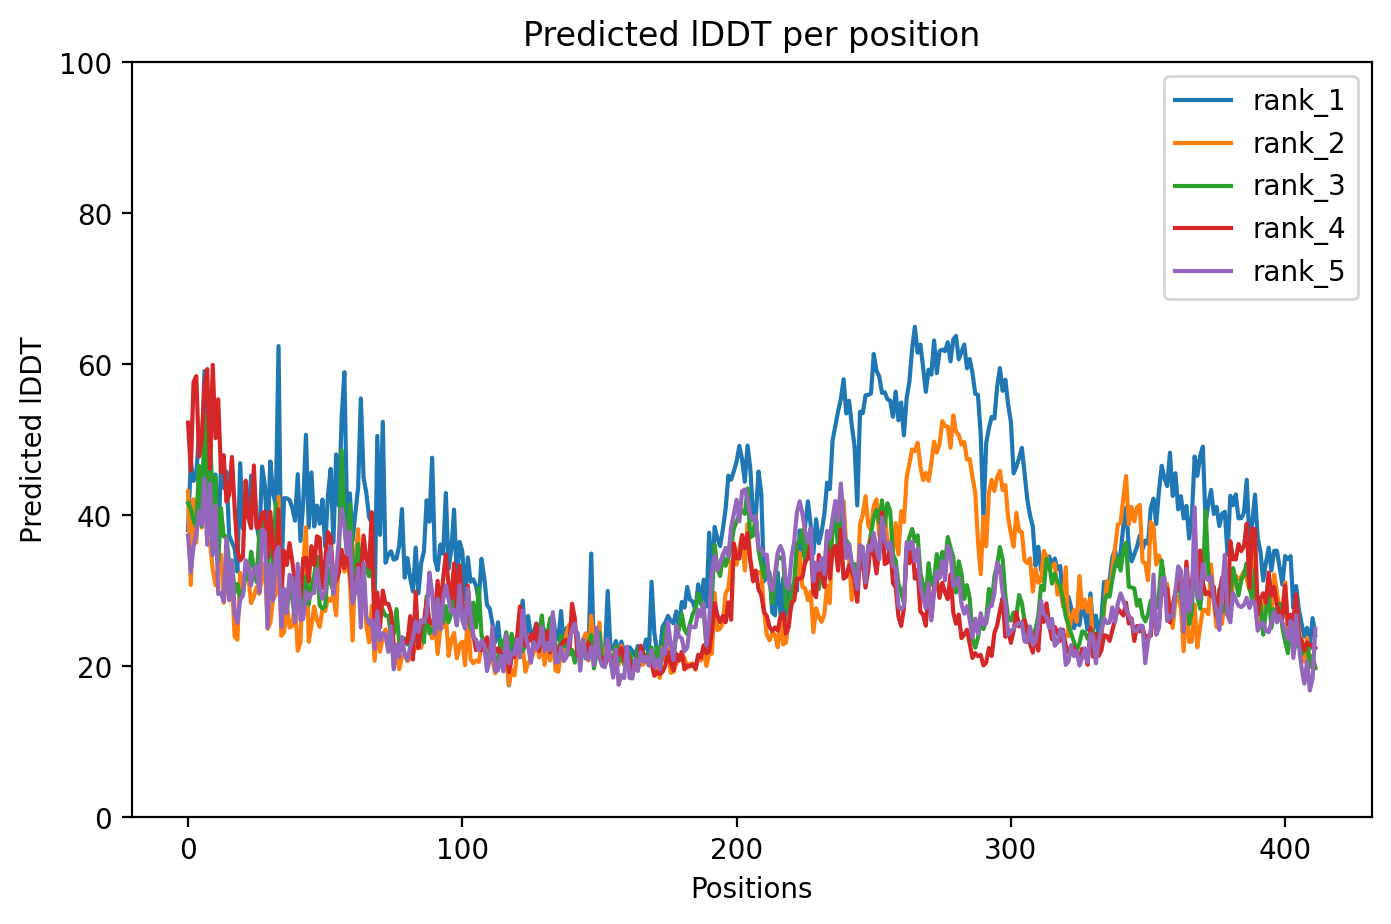 Predicted lDDT per position
100
80
60
40
20
0
Predicted lDDT
0 100 200 300 400
Positions
rank_1
rank_2
rank_3
rank_4
rank_5